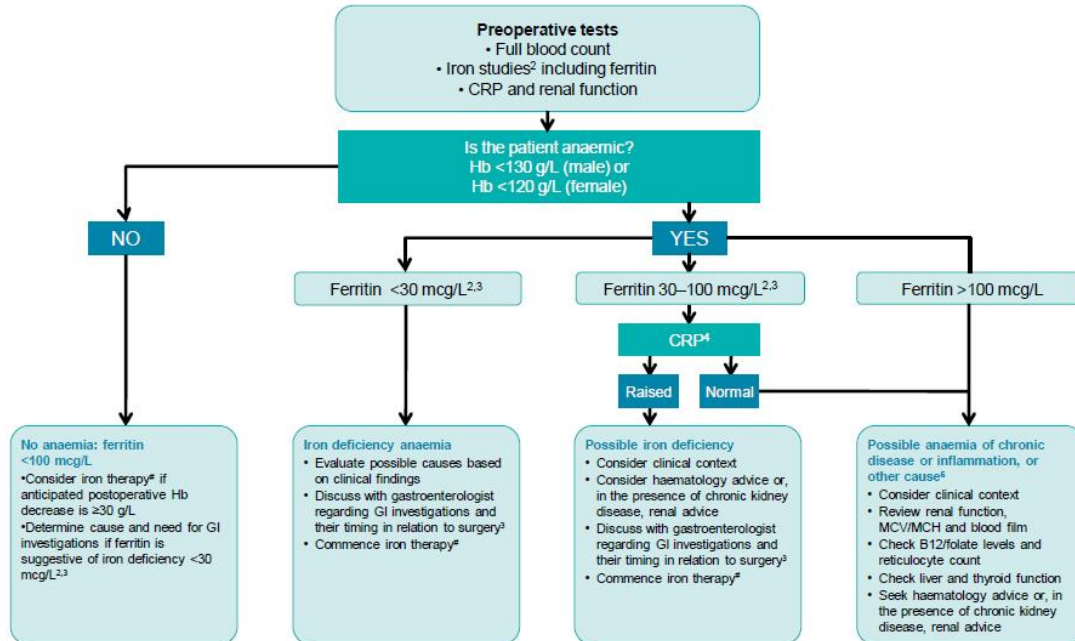 Preoperative tests
• Full blood count
• Iron studies² including ferritin
• CRP and renal function
Is the patient anaemic?
Hb <130 g/L (male) or
Hb <120 g/L (female)
NO
YES
Ferritin <30 mcg/L²,³
Ferritin 30–100 mcg/L²,³
Ferritin >100 mcg/L
CRP⁴
Raised
Normal
No anaemia: ferritin
<100 mcg/L
•Consider iron therapy# if
anticipated postoperative Hb
decrease is ≥30 g/L
•Determine cause and need for GI
investigations if ferritin is
suggestive of iron deficiency <30
mcg/L²,³
Iron deficiency anaemia
• Evaluate possible causes based
on clinical findings
• Discuss with gastroenterologist
regarding GI investigations and
their timing in relation to surgery³
• Commence iron therapy#
Possible iron deficiency
• Consider clinical context
• Consider haematology advice or,
in the presence of chronic kidney
disease, renal advice
• Discuss with gastroenterologist
regarding GI investigations and
their timing in relation to surgery³
• Commence iron therapy#
Possible anaemia of chronic
disease or inflammation, or
other cause⁵
• Consider clinical context
• Review renal function,
MCV/MCH and blood film
• Check B12/folate levels and
reticulocyte count
• Check liver and thyroid function
• Seek haematology advice or, in
the presence of chronic kidney
disease, renal advice